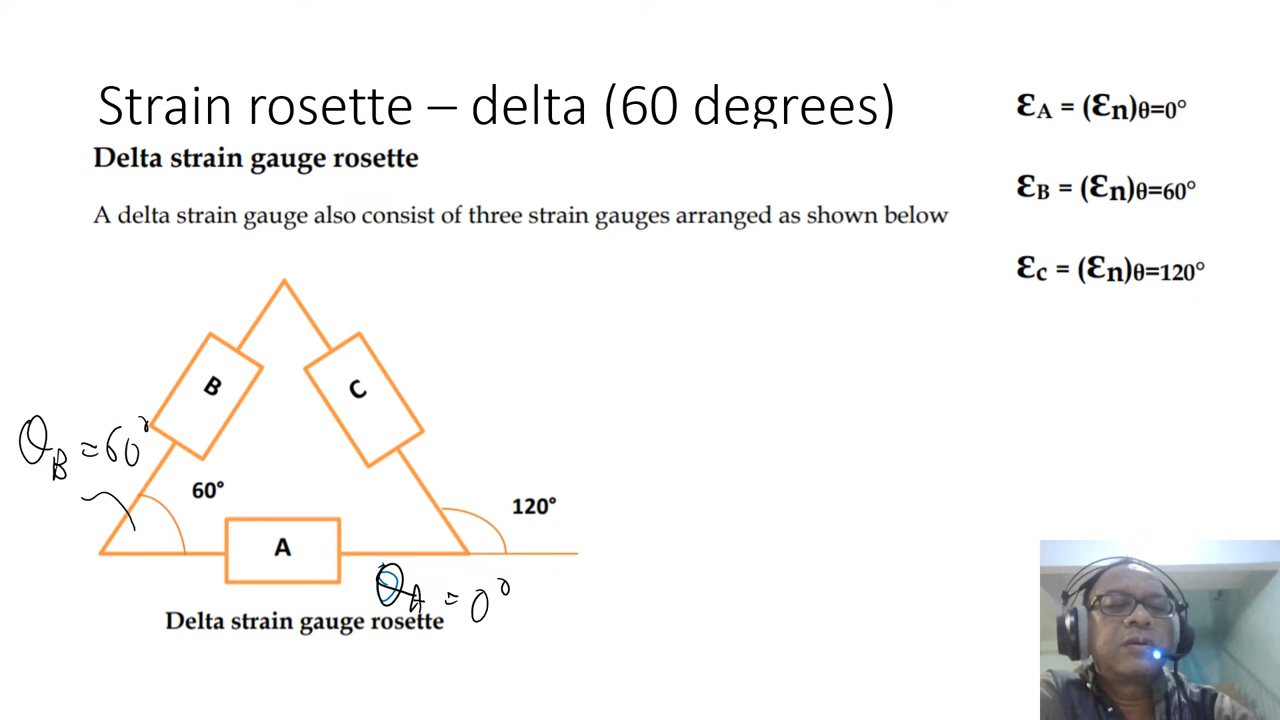 Strain rosette – delta (60 degrees)
Delta strain gauge rosette
A delta strain gauge also consist of three strain gauges arranged as shown below
εA = (εn)θ=0°
εB = (εn)θ=60°
εc = (εn)θ=120°
B
C
θB = 60°
60°
120°
A
θA = 0°
Delta strain gauge rosette